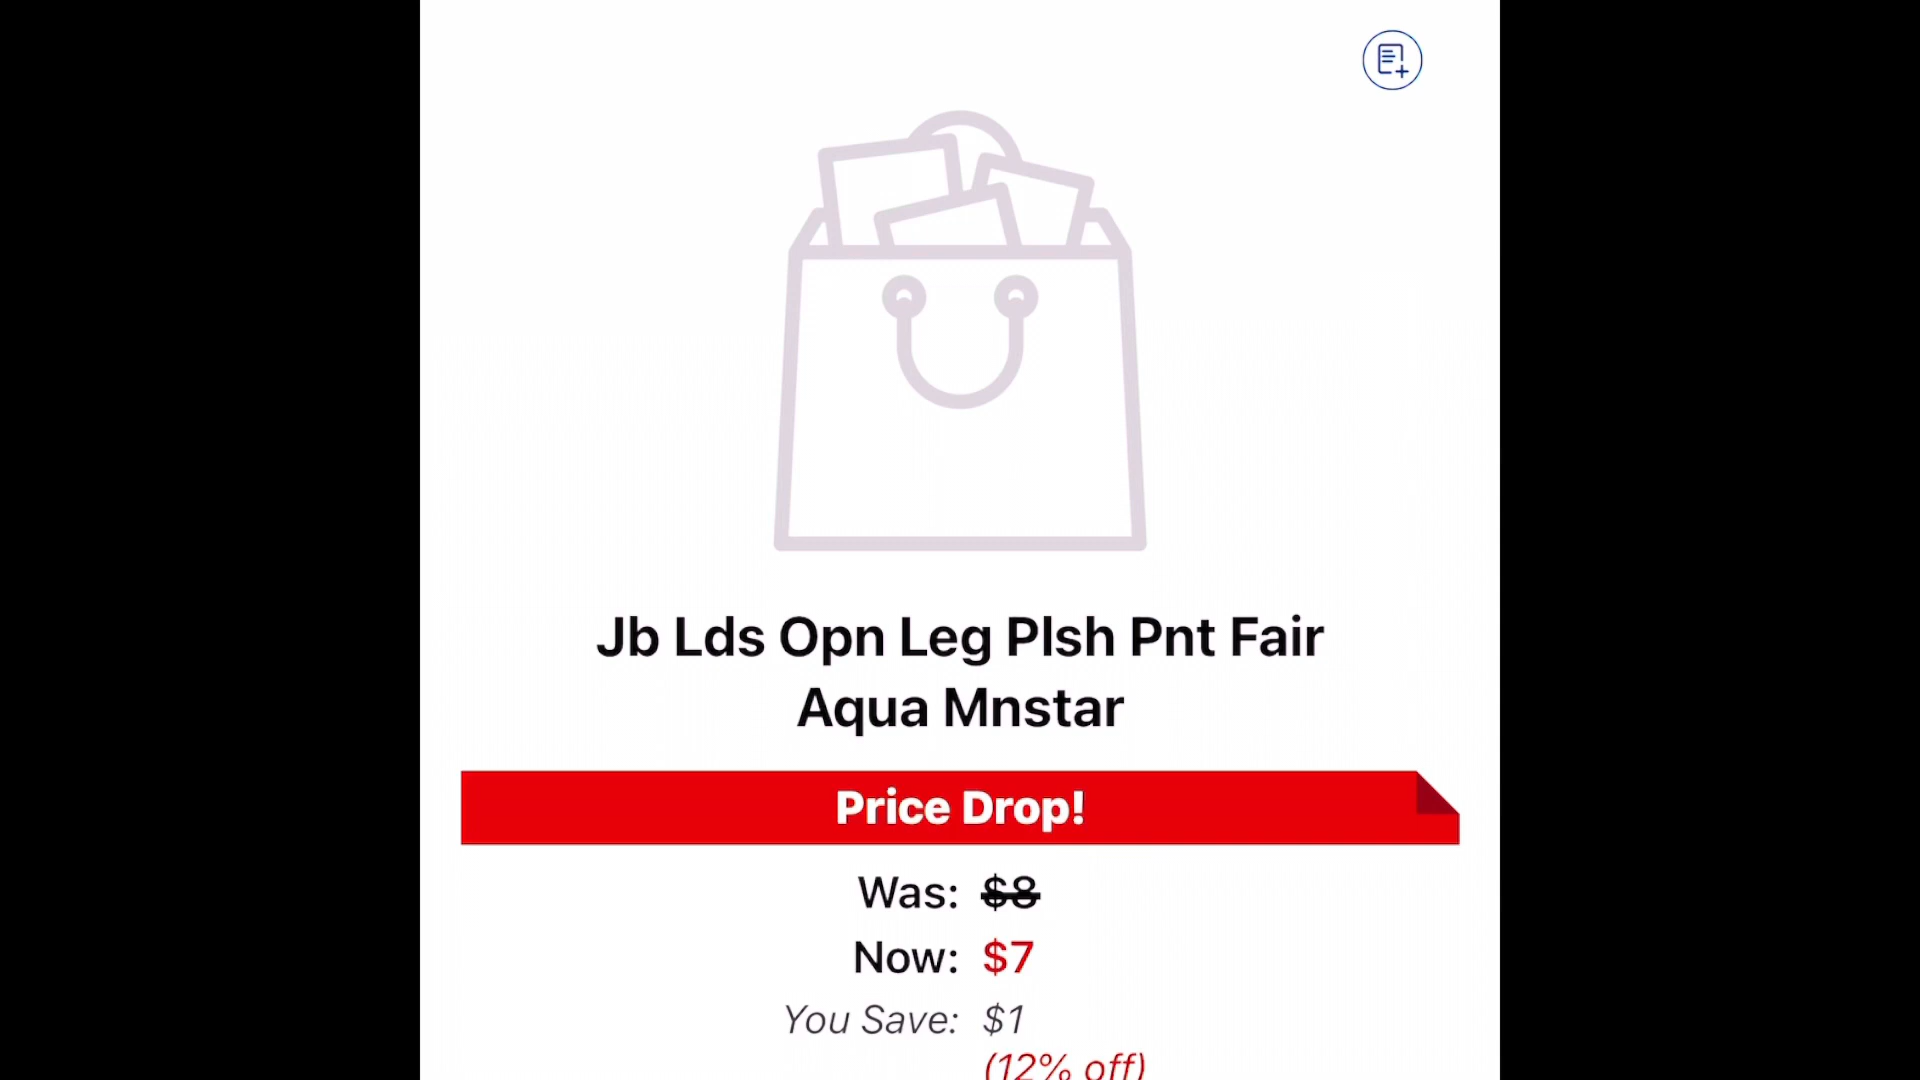 Jb Lds Opn Leg Plsh Pnt Fair
Aqua Mnstar
Price Drop!
Was: $8
Now: $7
You Save: $1
(12% off)